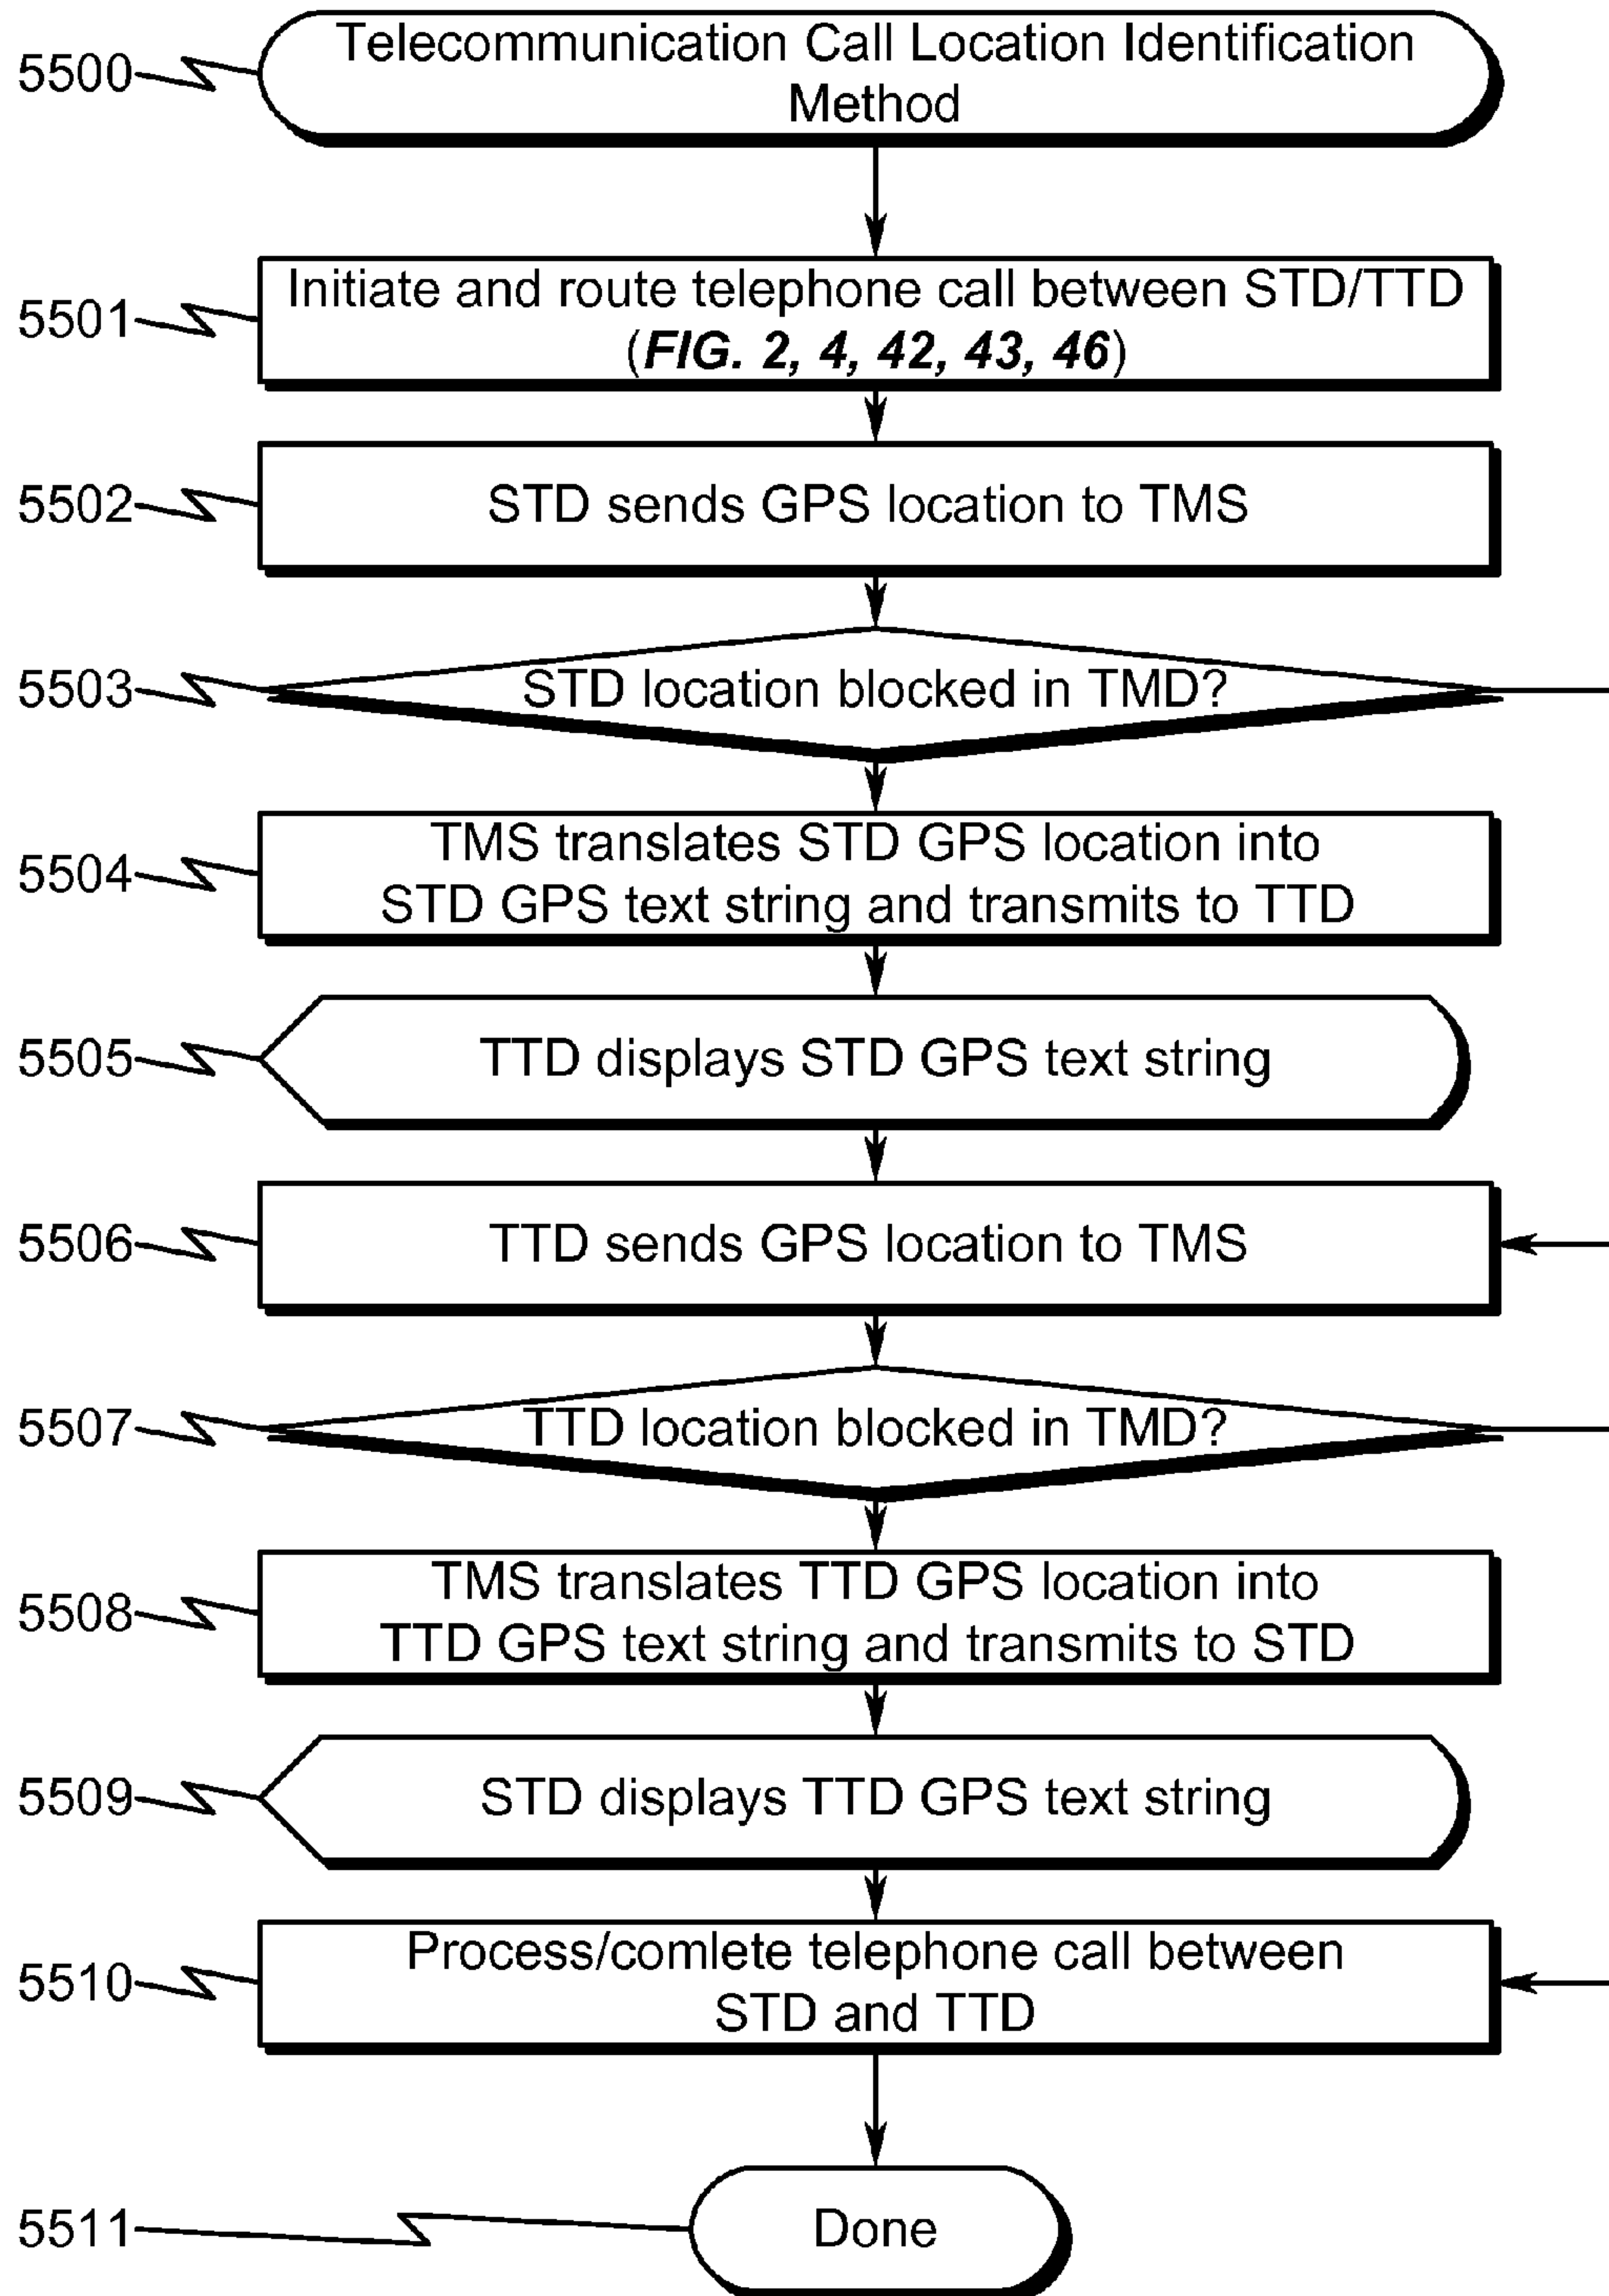 Telecommunication Call Location Identification
Method
5500
Initiate and route telephone call between STD/TTD
(FIG. 2, 4, 42, 43, 46)
5501
STD sends GPS location to TMS
5502
STD location blocked in TMD?
5503
TMS translates STD GPS location into
STD GPS text string and transmits to TTD
5504
TTD displays STD GPS text string
5505
TTD sends GPS location to TMS
5506
TTD location blocked in TMD?
5507
TMS translates TTD GPS location into
TTD GPS text string and transmits to STD
5508
STD displays TTD GPS text string
5509
Process/comlete telephone call between
STD and TTD
5510
Done
5511